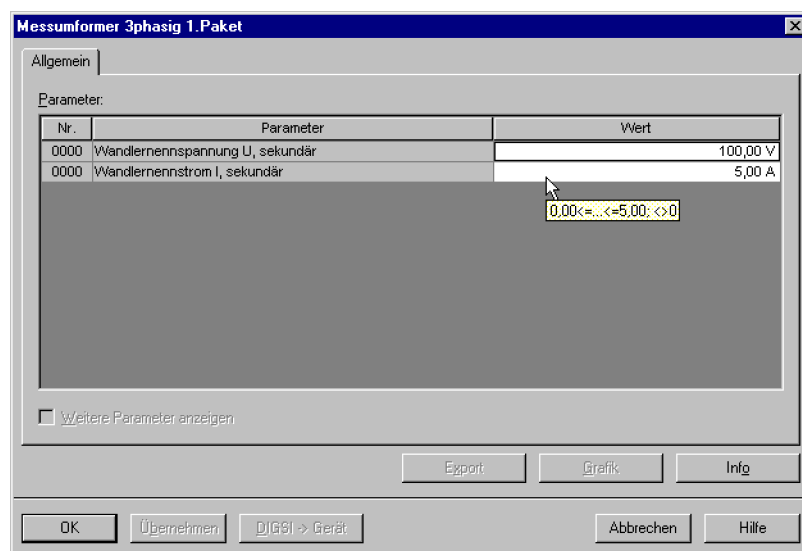 Messumformer 3phasig 1.Paket
Allgemein
Parameter:
Nr. Parameter Wert
0000 Wandlernennspannung U, sekundär 100,00 V
0000 Wandlernennstrom I, sekundär 5,00 A
0,00<=...<=5,00; <>0
Weitere Parameter anzeigen
Export Grafik Info
OK Übernehmen DIGSI -> Gerät Abbrechen Hilfe